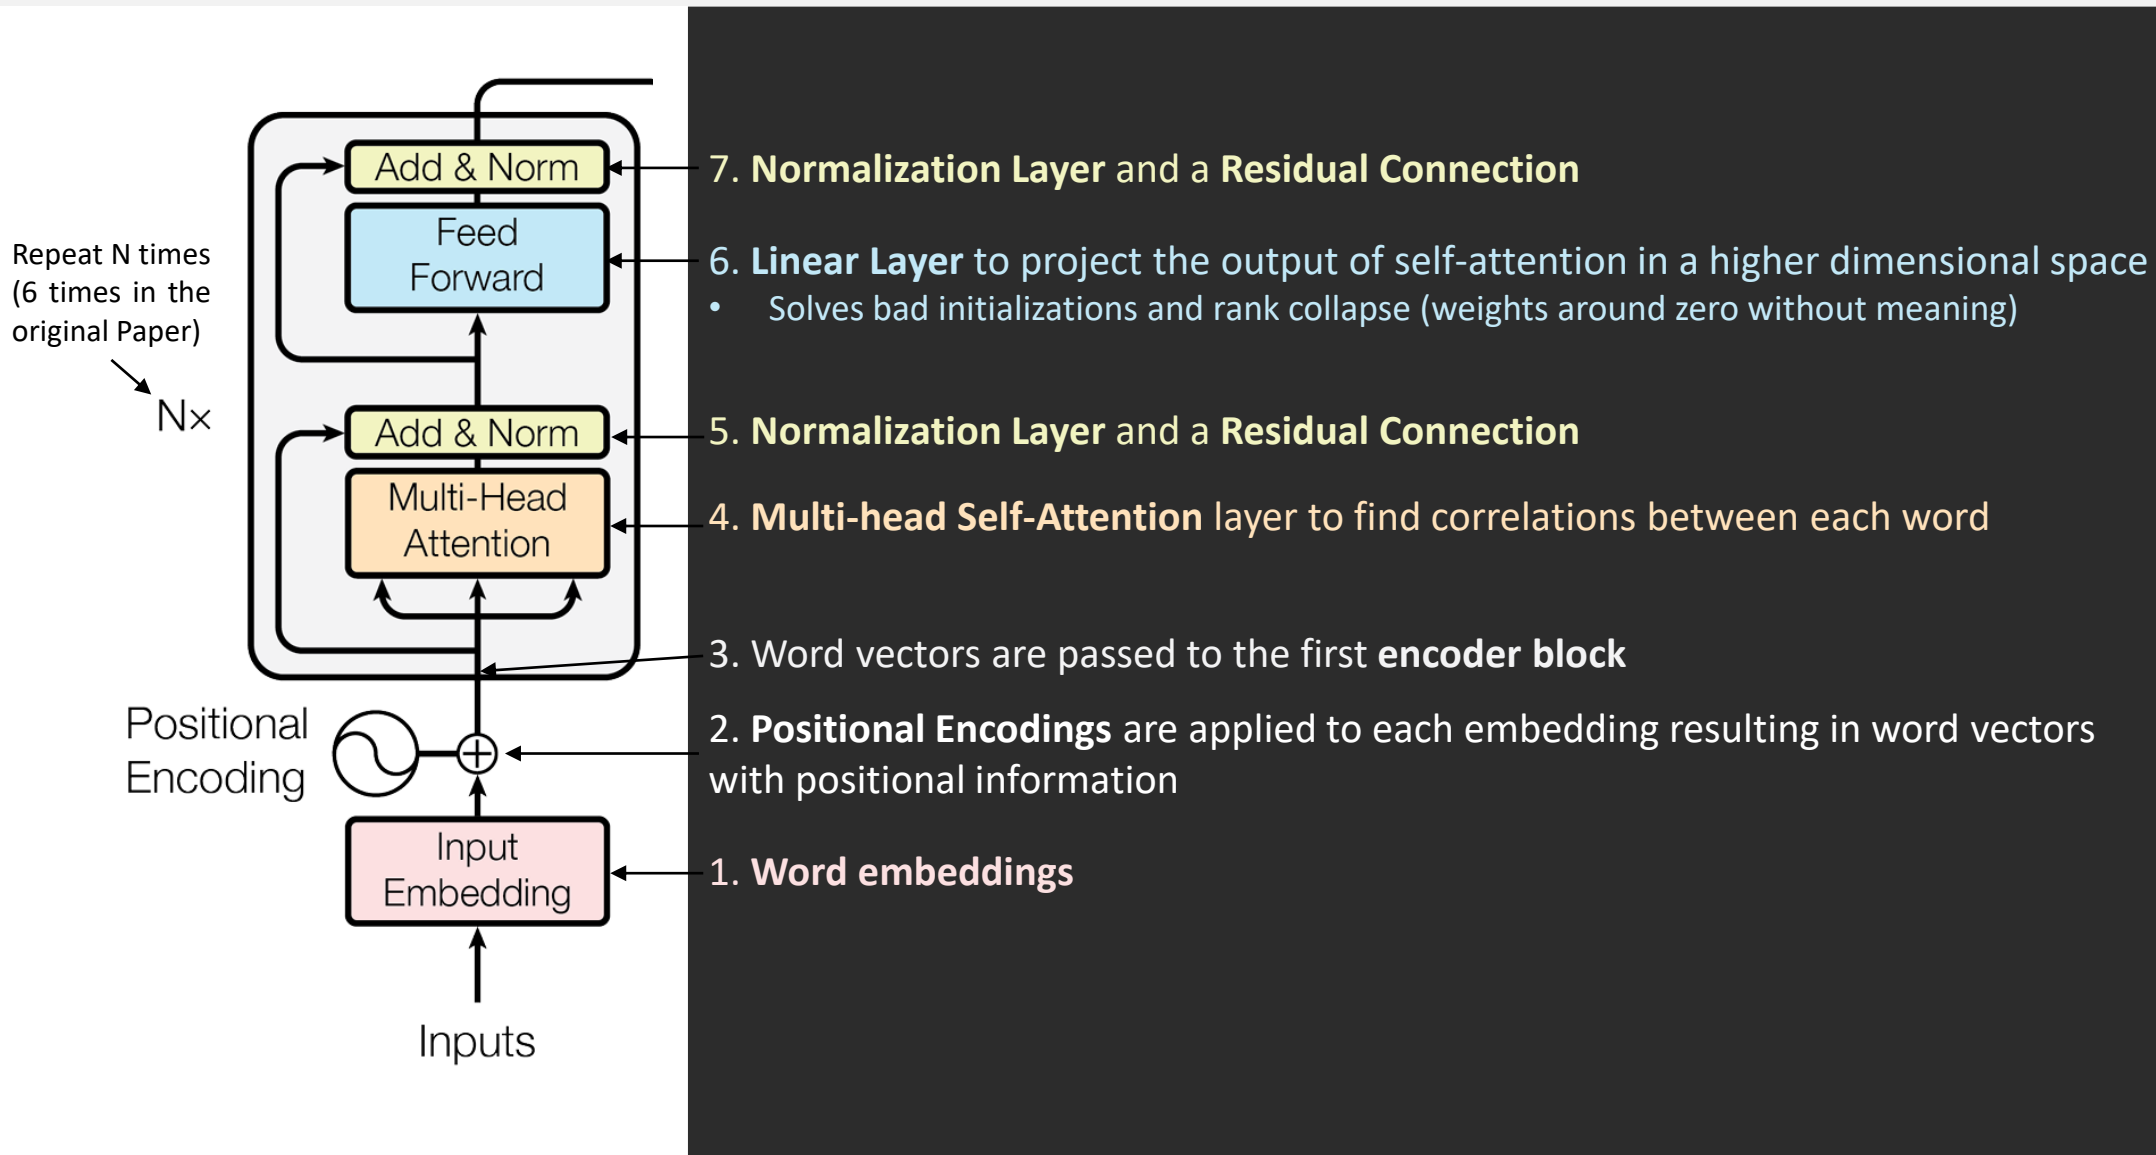 Add & Norm
Feed
Forward
Repeat N times
(6 times in the
original Paper)
N×
Add & Norm
Multi-Head
Attention
Positional
Encoding
Input
Embedding
Inputs
7. Normalization Layer and a Residual Connection
6. Linear Layer to project the output of self-attention in a higher dimensional space
• Solves bad initializations and rank collapse (weights around zero without meaning)
5. Normalization Layer and a Residual Connection
4. Multi-head Self-Attention layer to find correlations between each word
3. Word vectors are passed to the first encoder block
2. Positional Encodings are applied to each embedding resulting in word vectors
with positional information
1. Word embeddings